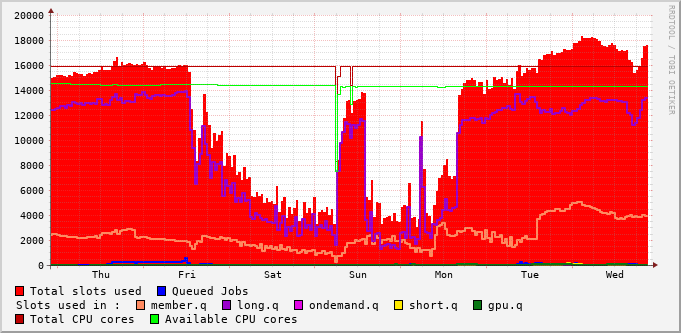 RRDTOOL / TOBI OETIKER
20000
18000
16000
14000
12000
10000
8000
6000
4000
2000
0
Thu Fri Sat Sun Mon Tue Wed
Total slots used Queued Jobs
Slots used in : member.q long.q ondemand.q short.q gpu.q
Total CPU cores Available CPU cores